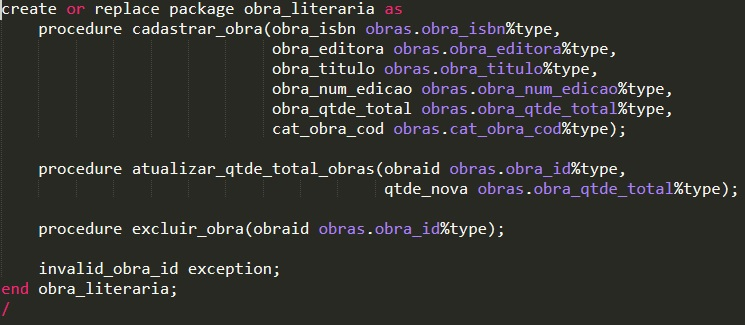 create or replace package obra_literaria as
    procedure cadastrar_obra(obra_isbn obras.obra_isbn%type,
                             obra_editora obras.obra_editora%type,
                             obra_titulo obras.obra_titulo%type,
                             obra_num_edicao obras.obra_num_edicao%type,
                             obra_qtde_total obras.obra_qtde_total%type,
                             cat_obra_cod obras.cat_obra_cod%type);
    procedure atualizar_qtde_total_obras(obraid obras.obra_id%type,
                                         qtde_nova obras.obra_qtde_total%type);
    procedure excluir_obra(obraid obras.obra_id%type);
    invalid_obra_id exception;
end obra_literaria;
/